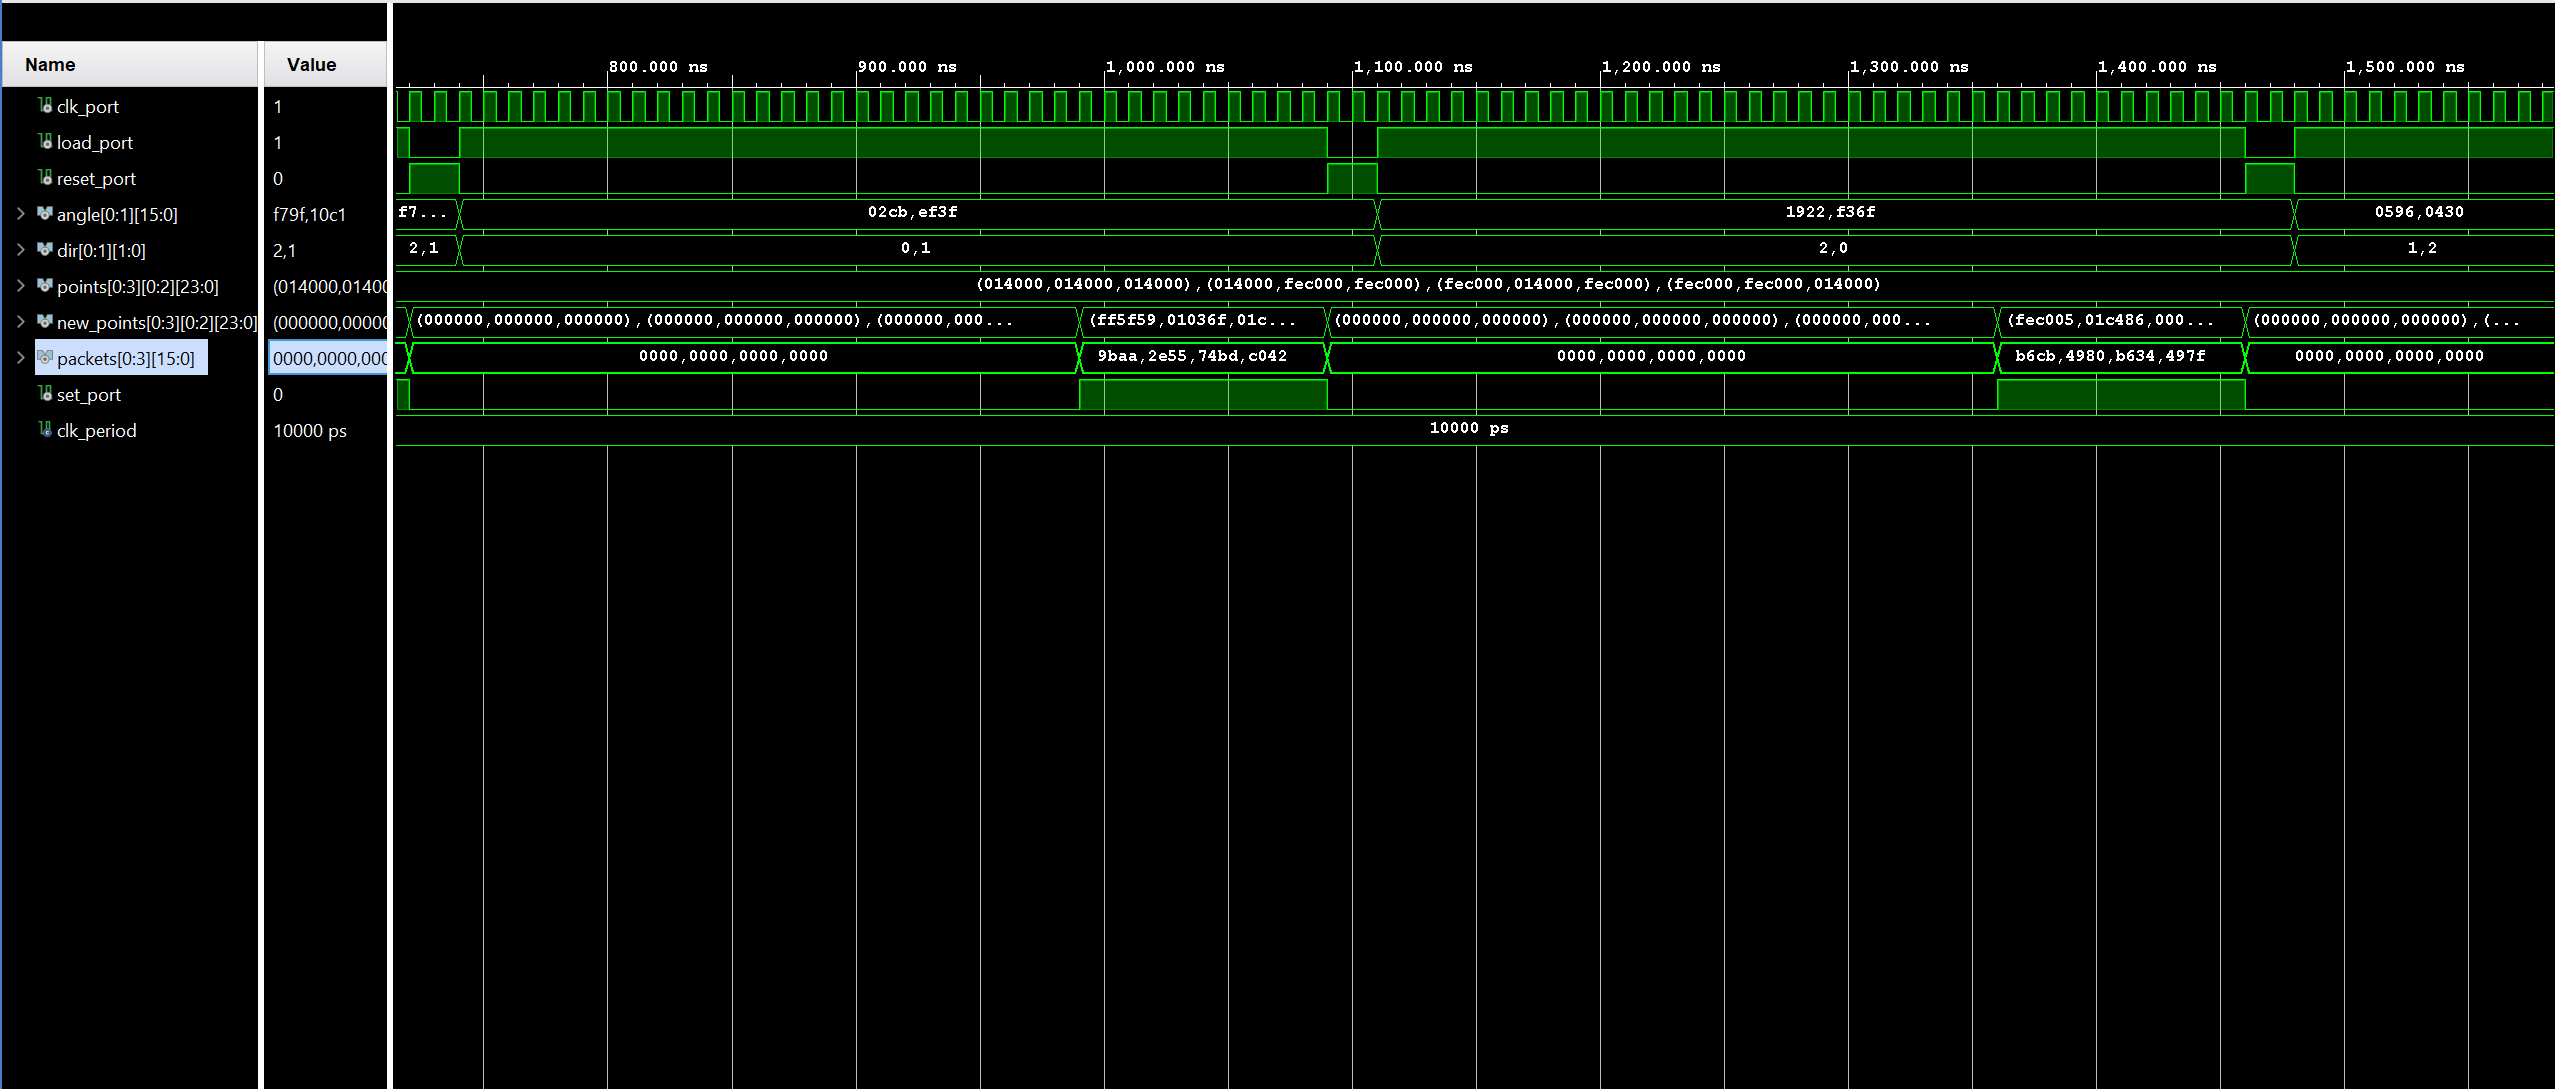 Name Value
800.000 ns 900.000 ns 1,000.000 ns 1,100.000 ns 1,200.000 ns 1,300.000 ns 1,400.000 ns 1,500.000 ns
clk_port 1
load_port 1
reset_port 0
angle[0:1][15:0] f79f,10c1 f7... 02cb,ef3f 1922,f36f 0596,0430
dir[0:1][1:0] 2,1 2,1 0,1 2,0 1,2
points[0:3][0:2][23:0] (014000,01400 (014000,014000,014000),(014000,fec000,fec000),(fec000,014000,fec000),(fec000,fec000,014000)
new_points[0:3][0:2][23:0] (000000,00000 (000000,000000,000000),(000000,000000,000000),(000000,000... (ff5f59,01036f,01c... (000000,000000,000000),(000000,000000,000000),(000000,000... (fec005,01c486,000... (000000,000000,000000),(...
packets[0:3][15:0] 0000,0000,000 0000,0000,0000,0000 9baa,2e55,74bd,c042 0000,0000,0000,0000 b6cb,4980,b634,497f 0000,0000,0000,0000
set_port 0
clk_period 10000 ps 10000 ps